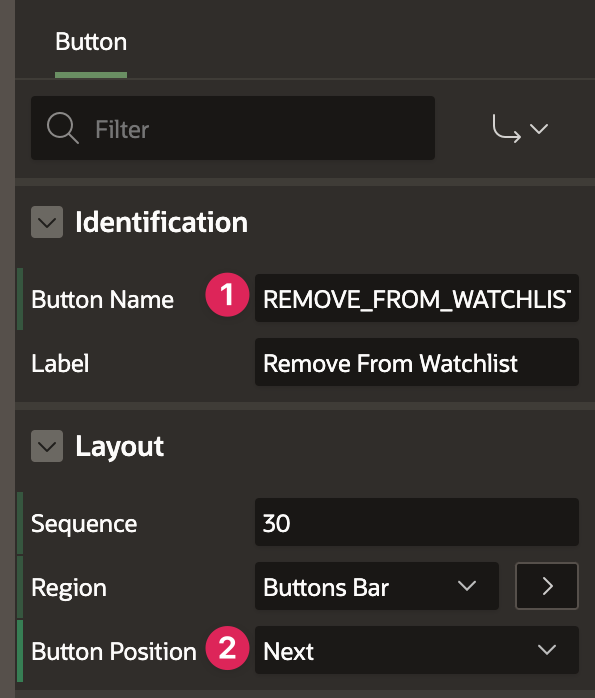 Button
Filter
Identification
Button Name 1 REMOVE_FROM_WATCHLIST
Label Remove From Watchlist
Layout
Sequence 30
Region Buttons Bar
Button Position 2 Next